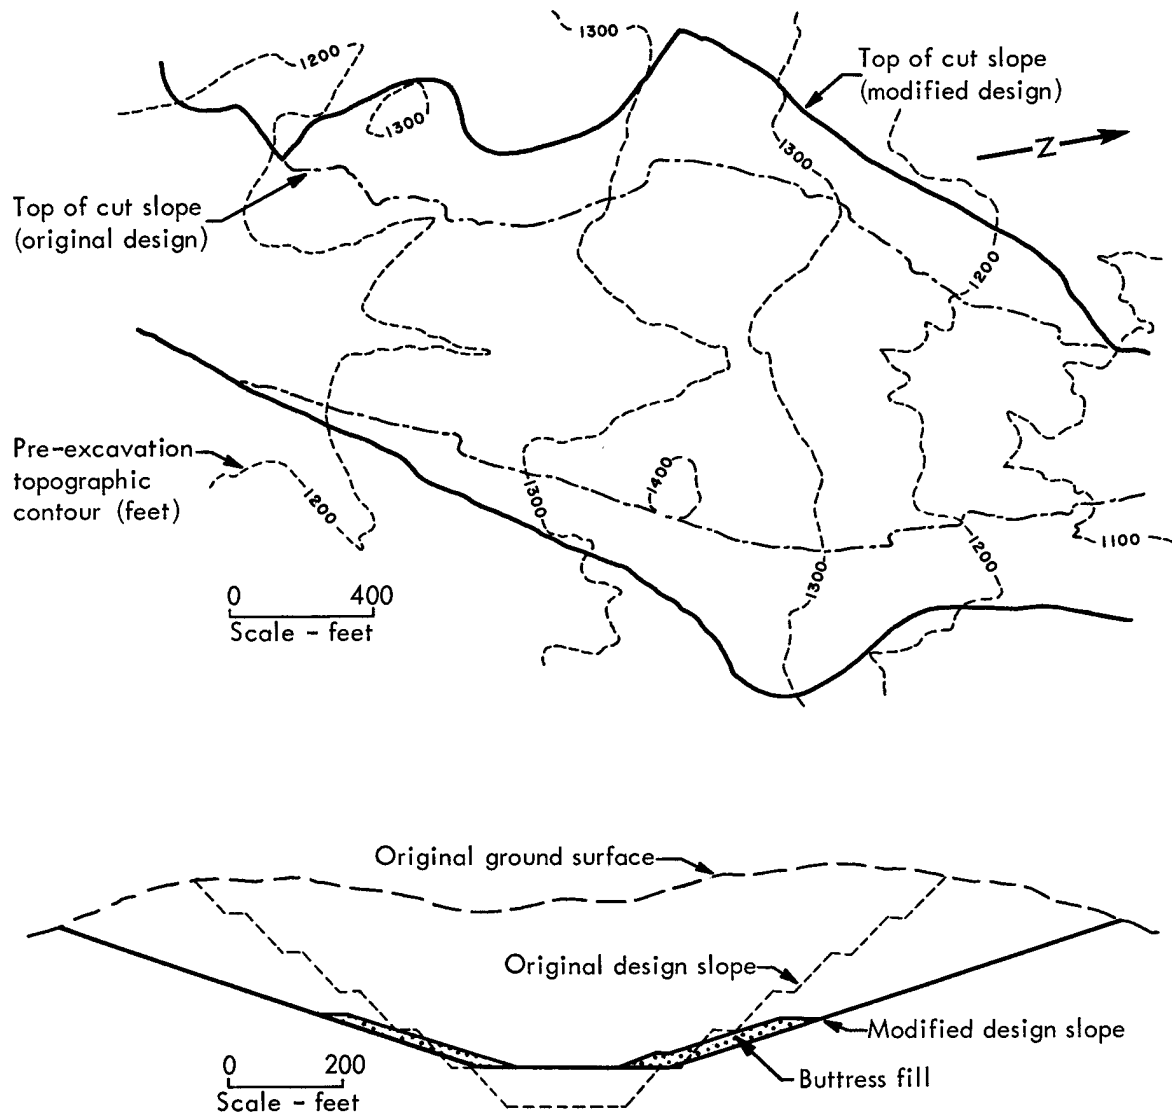 1300
1200
Top of cut slope
(modified design)
1300
1300
N
Top of cut slope
(original design)
1200
Pre-excavation
topographic
contour (feet)
1200
1400
1300
1200
1100
1300
0 400
Scale - feet
Original ground surface
Original design slope
Modified design slope
Buttress fill
0 200
Scale - feet